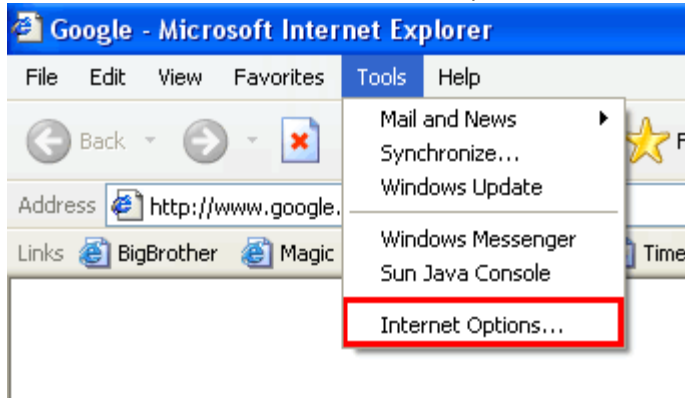 Google - Microsoft Internet Explorer
File Edit View Favorites Tools Help
Back
Mail and News
Synchronize...
Windows Update
Address http://www.google.
Links BigBrother Magic
Windows Messenger
Sun Java Console
Time
Internet Options...